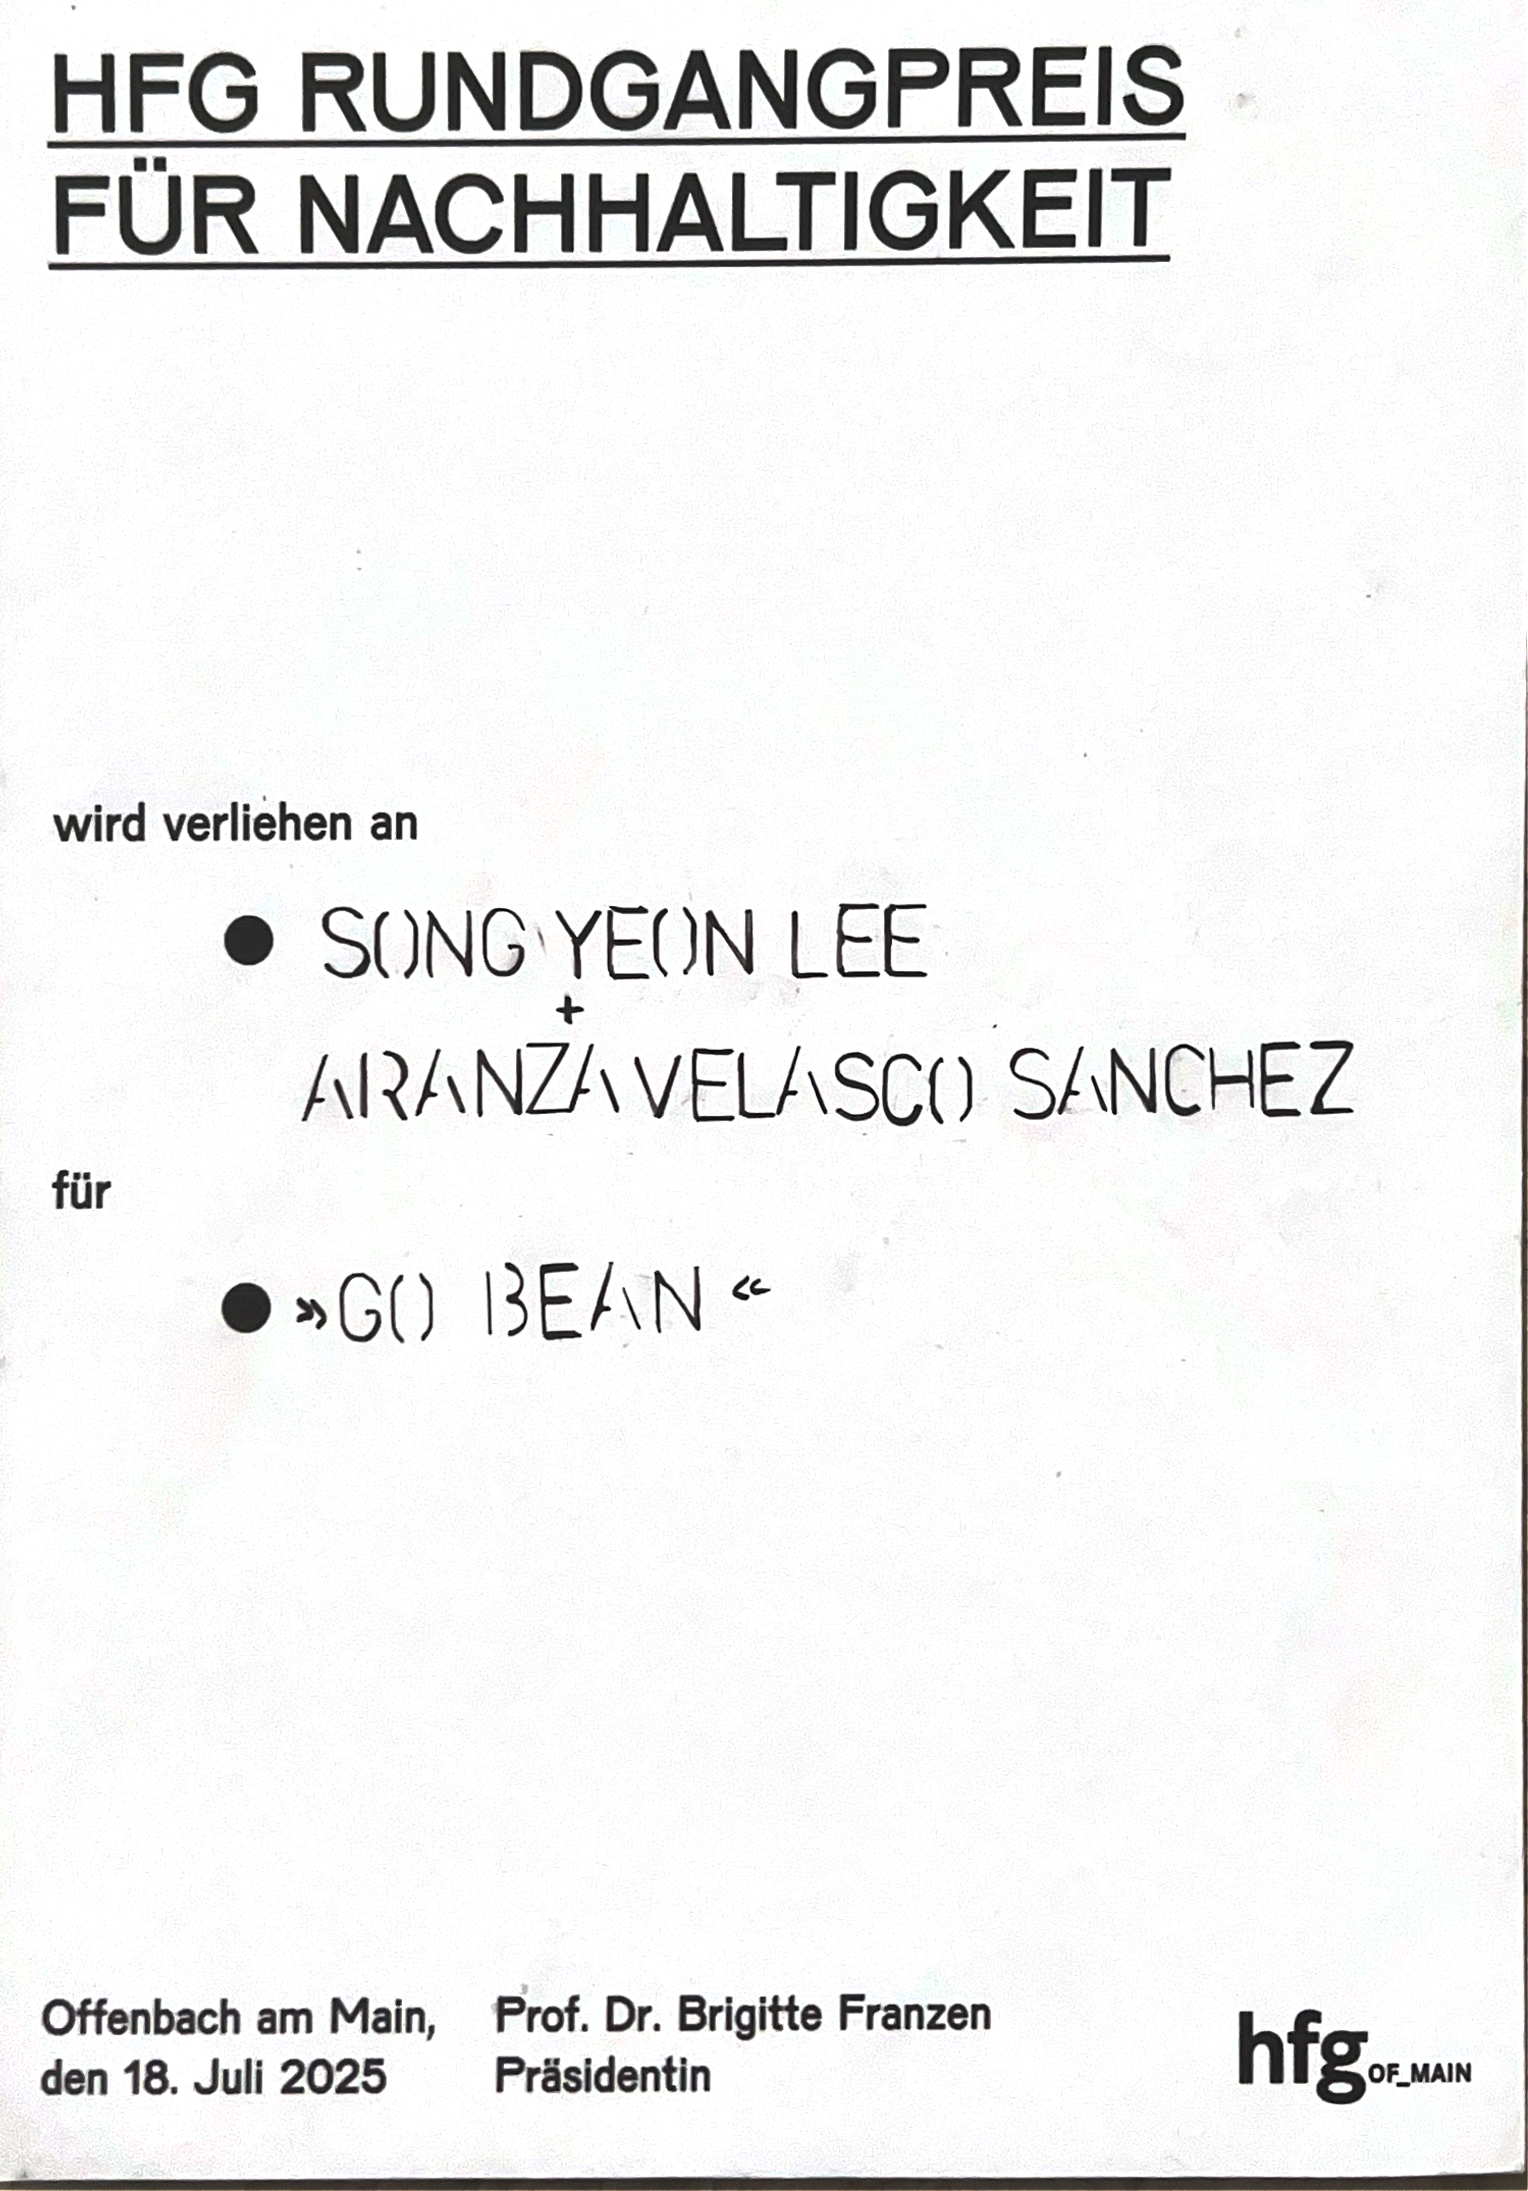 HFG RUNDGANGPREIS
FÜR NACHHALTIGKEIT
wird verliehen an
● SONG YEON LEE
+
ARANZA VELASCO SANCHEZ
für
● »GO BEAN«
Offenbach am Main,
den 18. Juli 2025
Prof. Dr. Brigitte Franzen
Präsidentin
hfg OF_MAIN